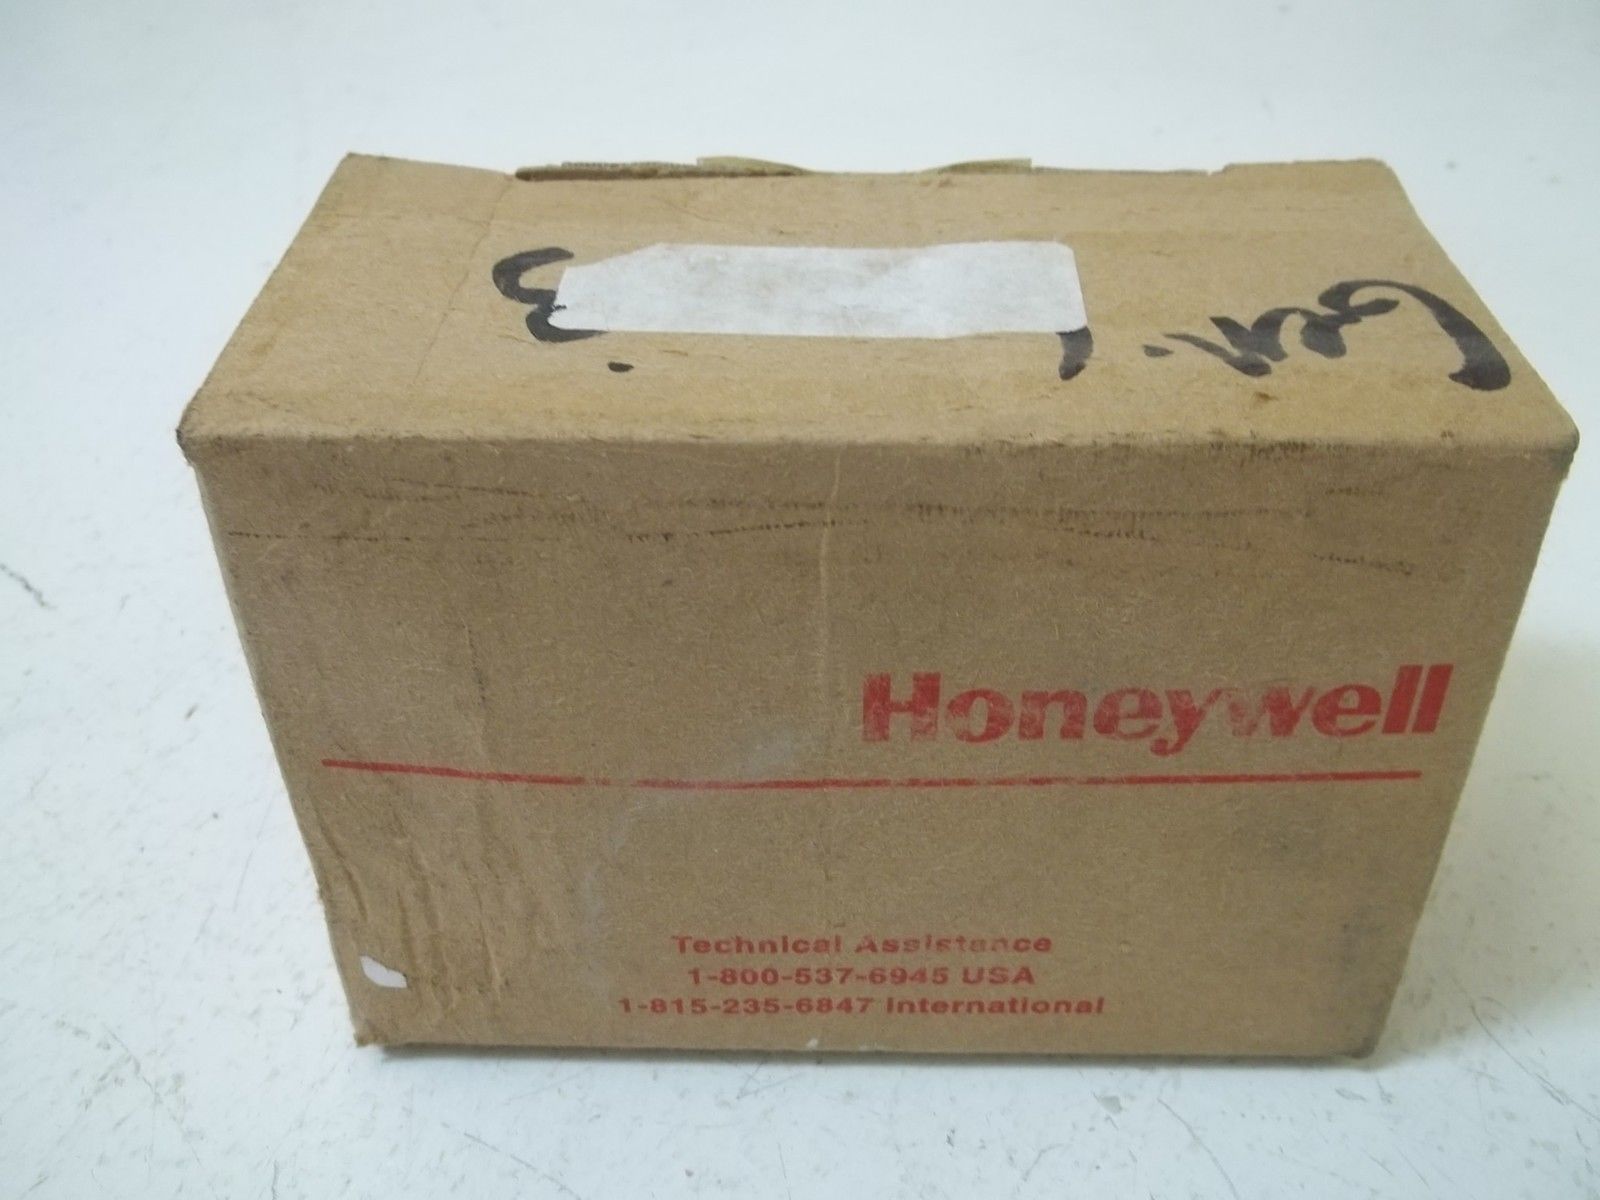 Honeywell
Technical Assistance
1-800-537-6945 USA
1-815-235-6847 International